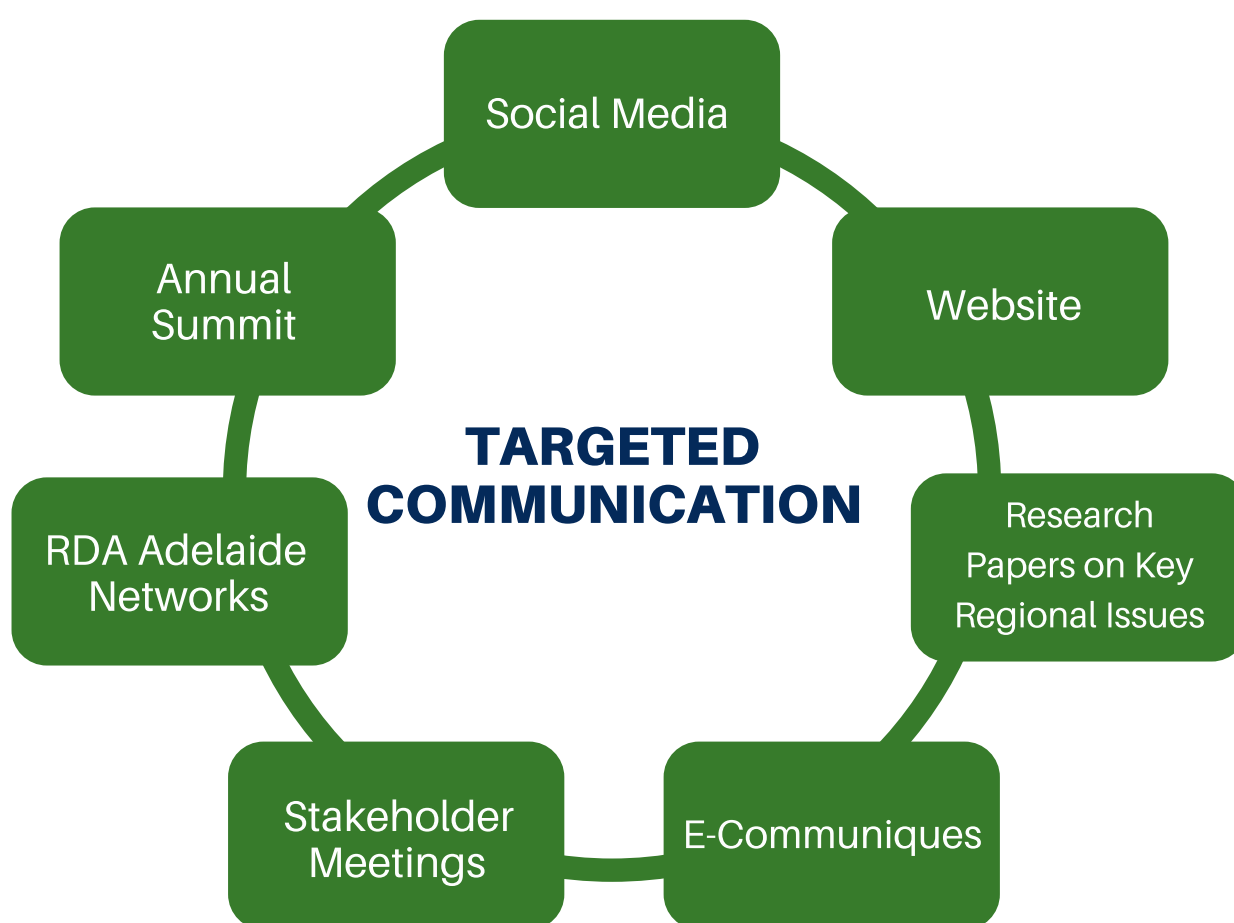 Social Media
Annual
Summit
Website
TARGETED
COMMUNICATION
RDA Adelaide
Networks
Research
Papers on Key
Regional Issues
Stakeholder
Meetings
E-Communiques